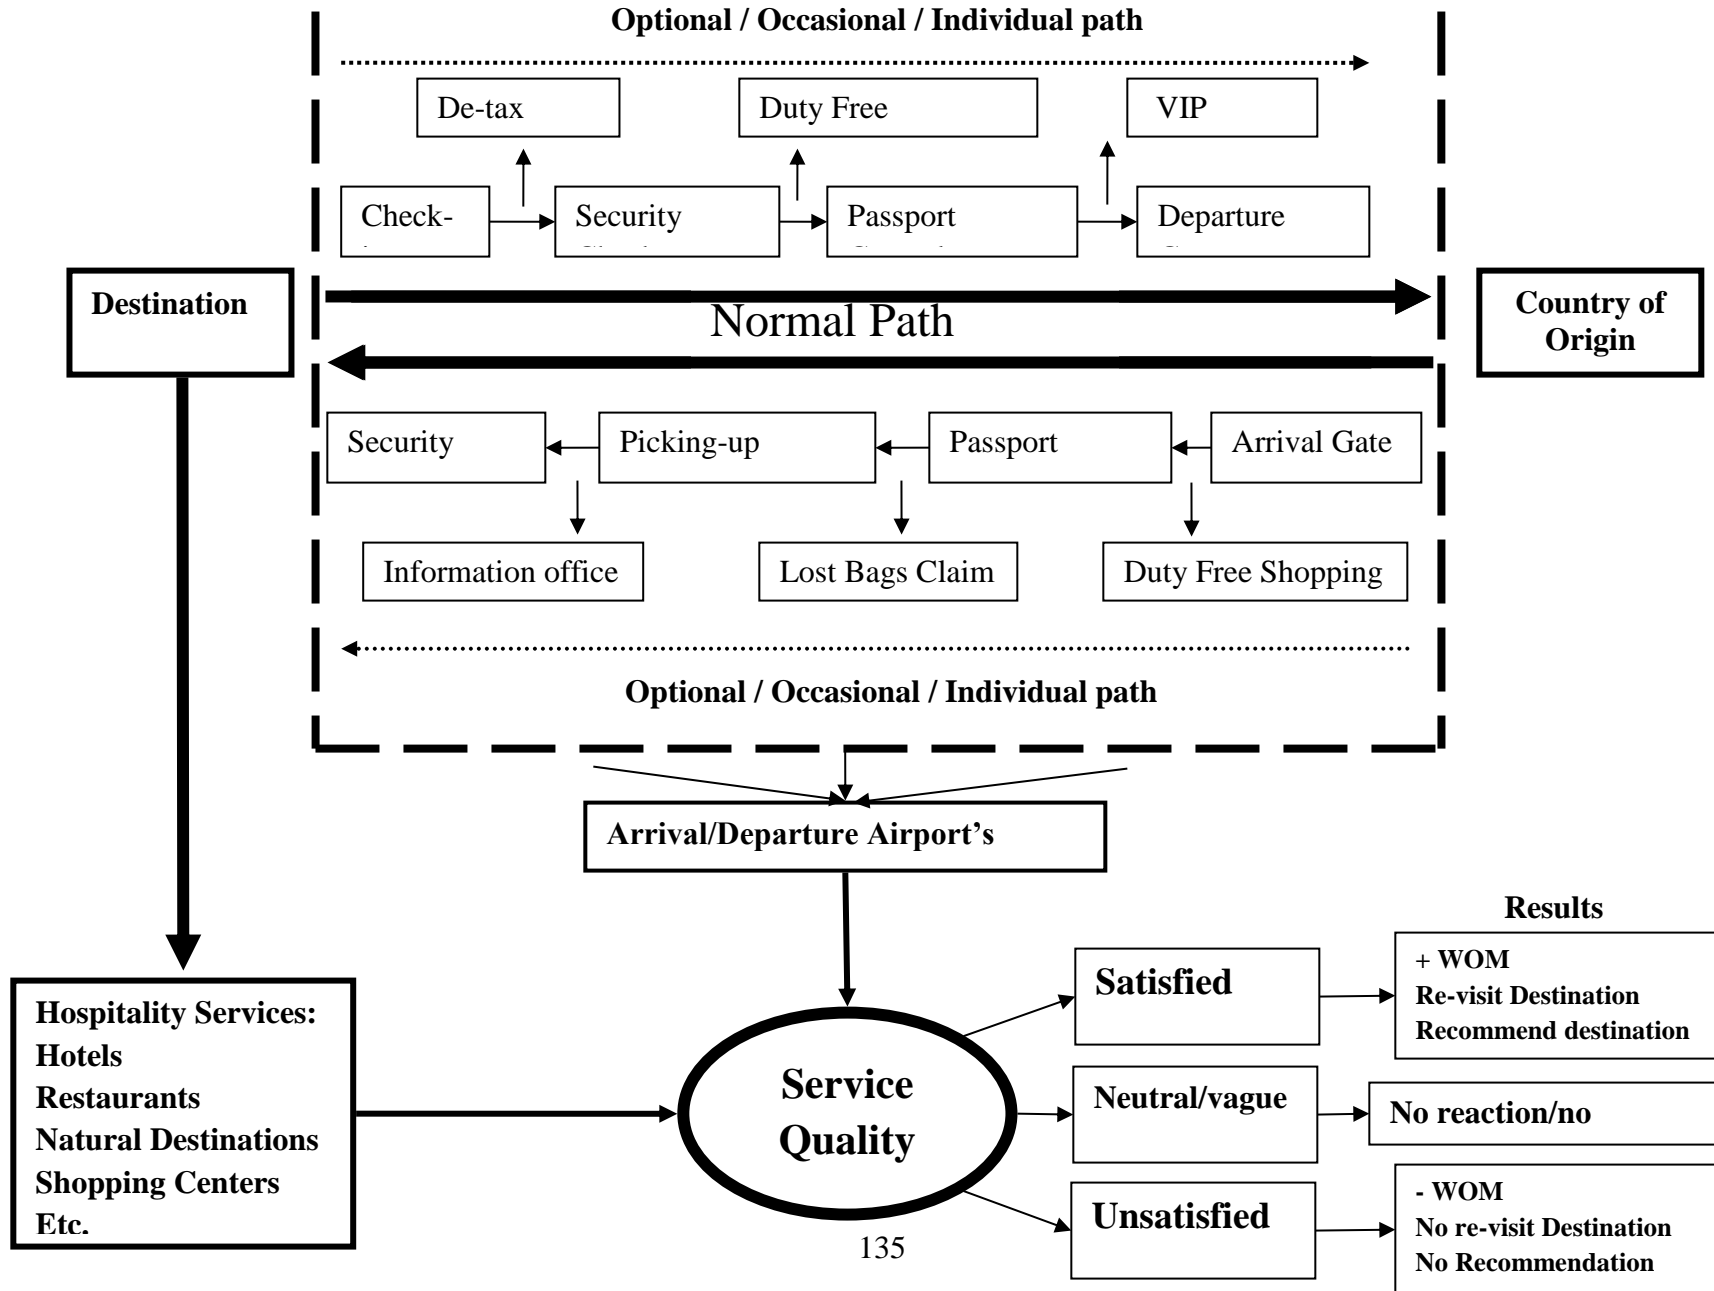 Optional / Occasional / Individual path
De-tax
Duty Free
VIP
Check-
Security
Passport
Departure
Destination
Normal Path
Country of
Origin
Security
Picking-up
Passport
Arrival Gate
Information office
Lost Bags Claim
Duty Free Shopping
Optional / Occasional / Individual path
Arrival/Departure Airport’s
Results
+ WOM
Re-visit Destination
Recommend destination
Satisfied
Hospitality Services:
Hotels
Restaurants
Natural Destinations
Shopping Centers
Etc.
Service
Quality
Neutral/vague
No reaction/no
Unsatisfied
- WOM
No re-visit Destination
No Recommendation
135